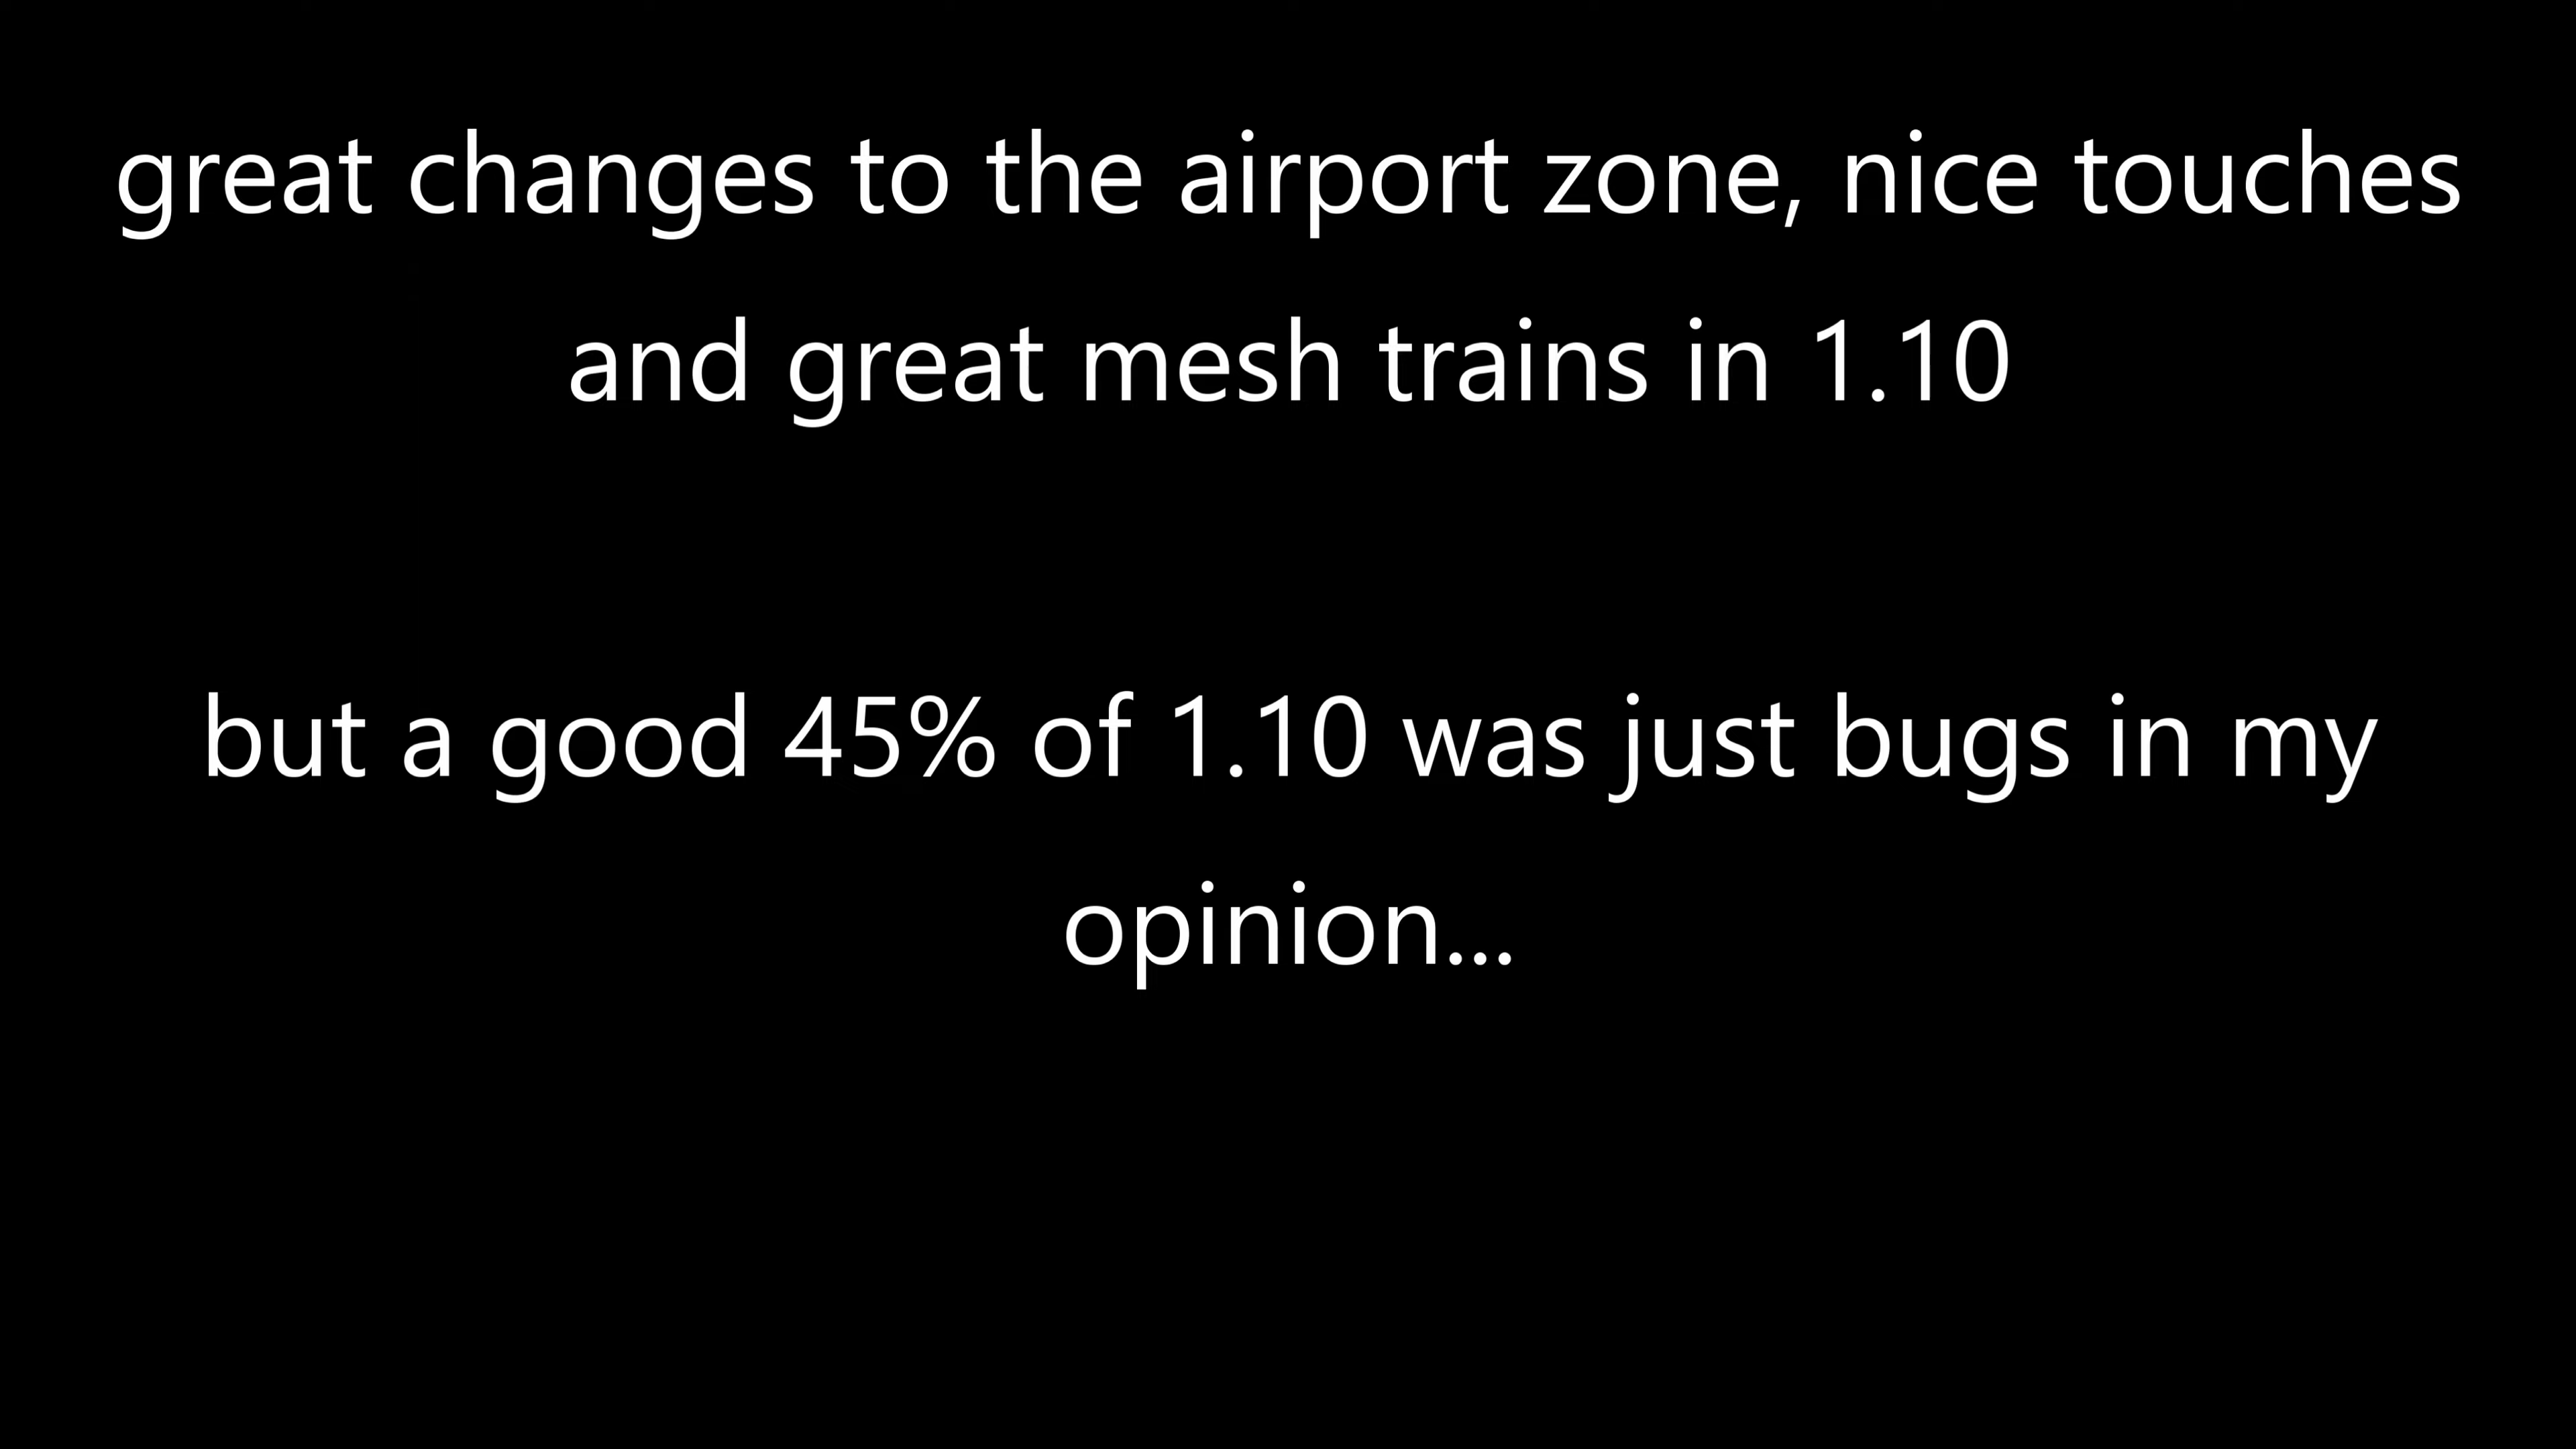 great changes to the airport zone, nice touches
and great mesh trains in 1.10
but a good 45% of 1.10 was just bugs in my
opinion...